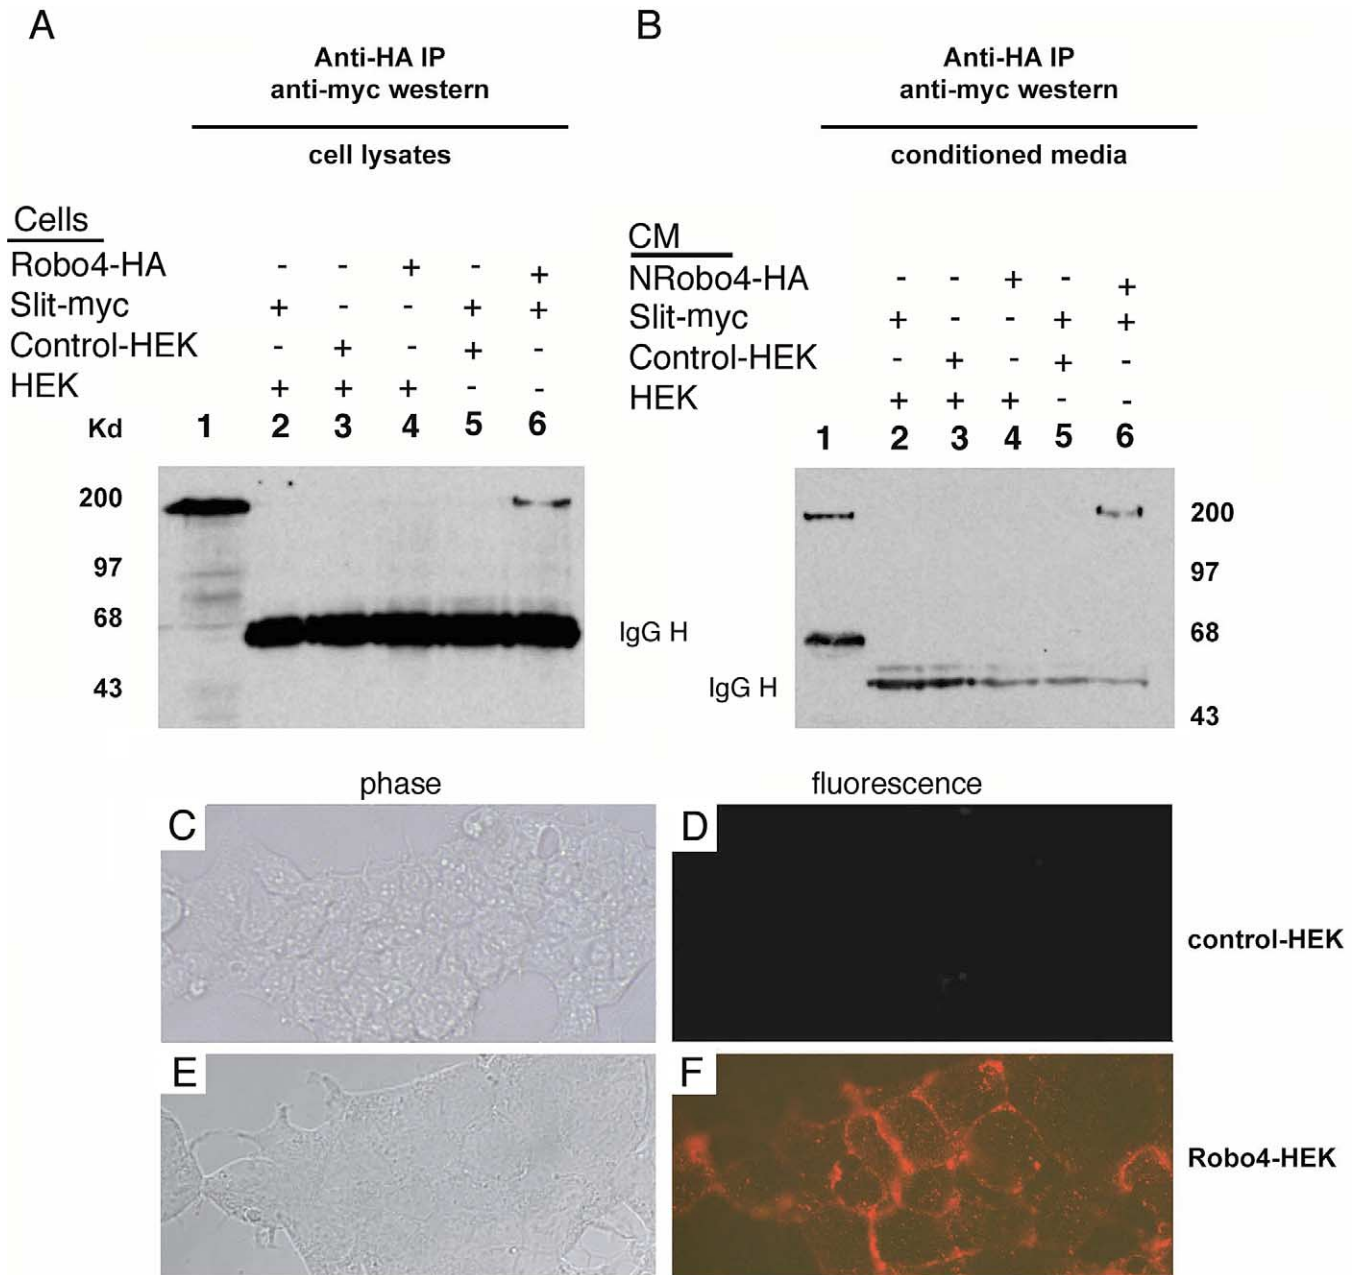 A
Anti-HA IP
anti-myc western
cell lysates
Cells
Robo4-HA - - + - +
Slit-myc + - - + +
Control-HEK - + - + -
HEK + + + - -
Kd 1 2 3 4 5 6
200
97
68
43
IgG H
B
Anti-HA IP
anti-myc western
conditioned media
CM
NRobo4-HA - - + - +
Slit-myc + - - + +
Control-HEK - + - + -
HEK + + + - -
1 2 3 4 5 6
200
97
68
43
IgG H
phase fluorescence
C D control-HEK
E F Robo4-HEK